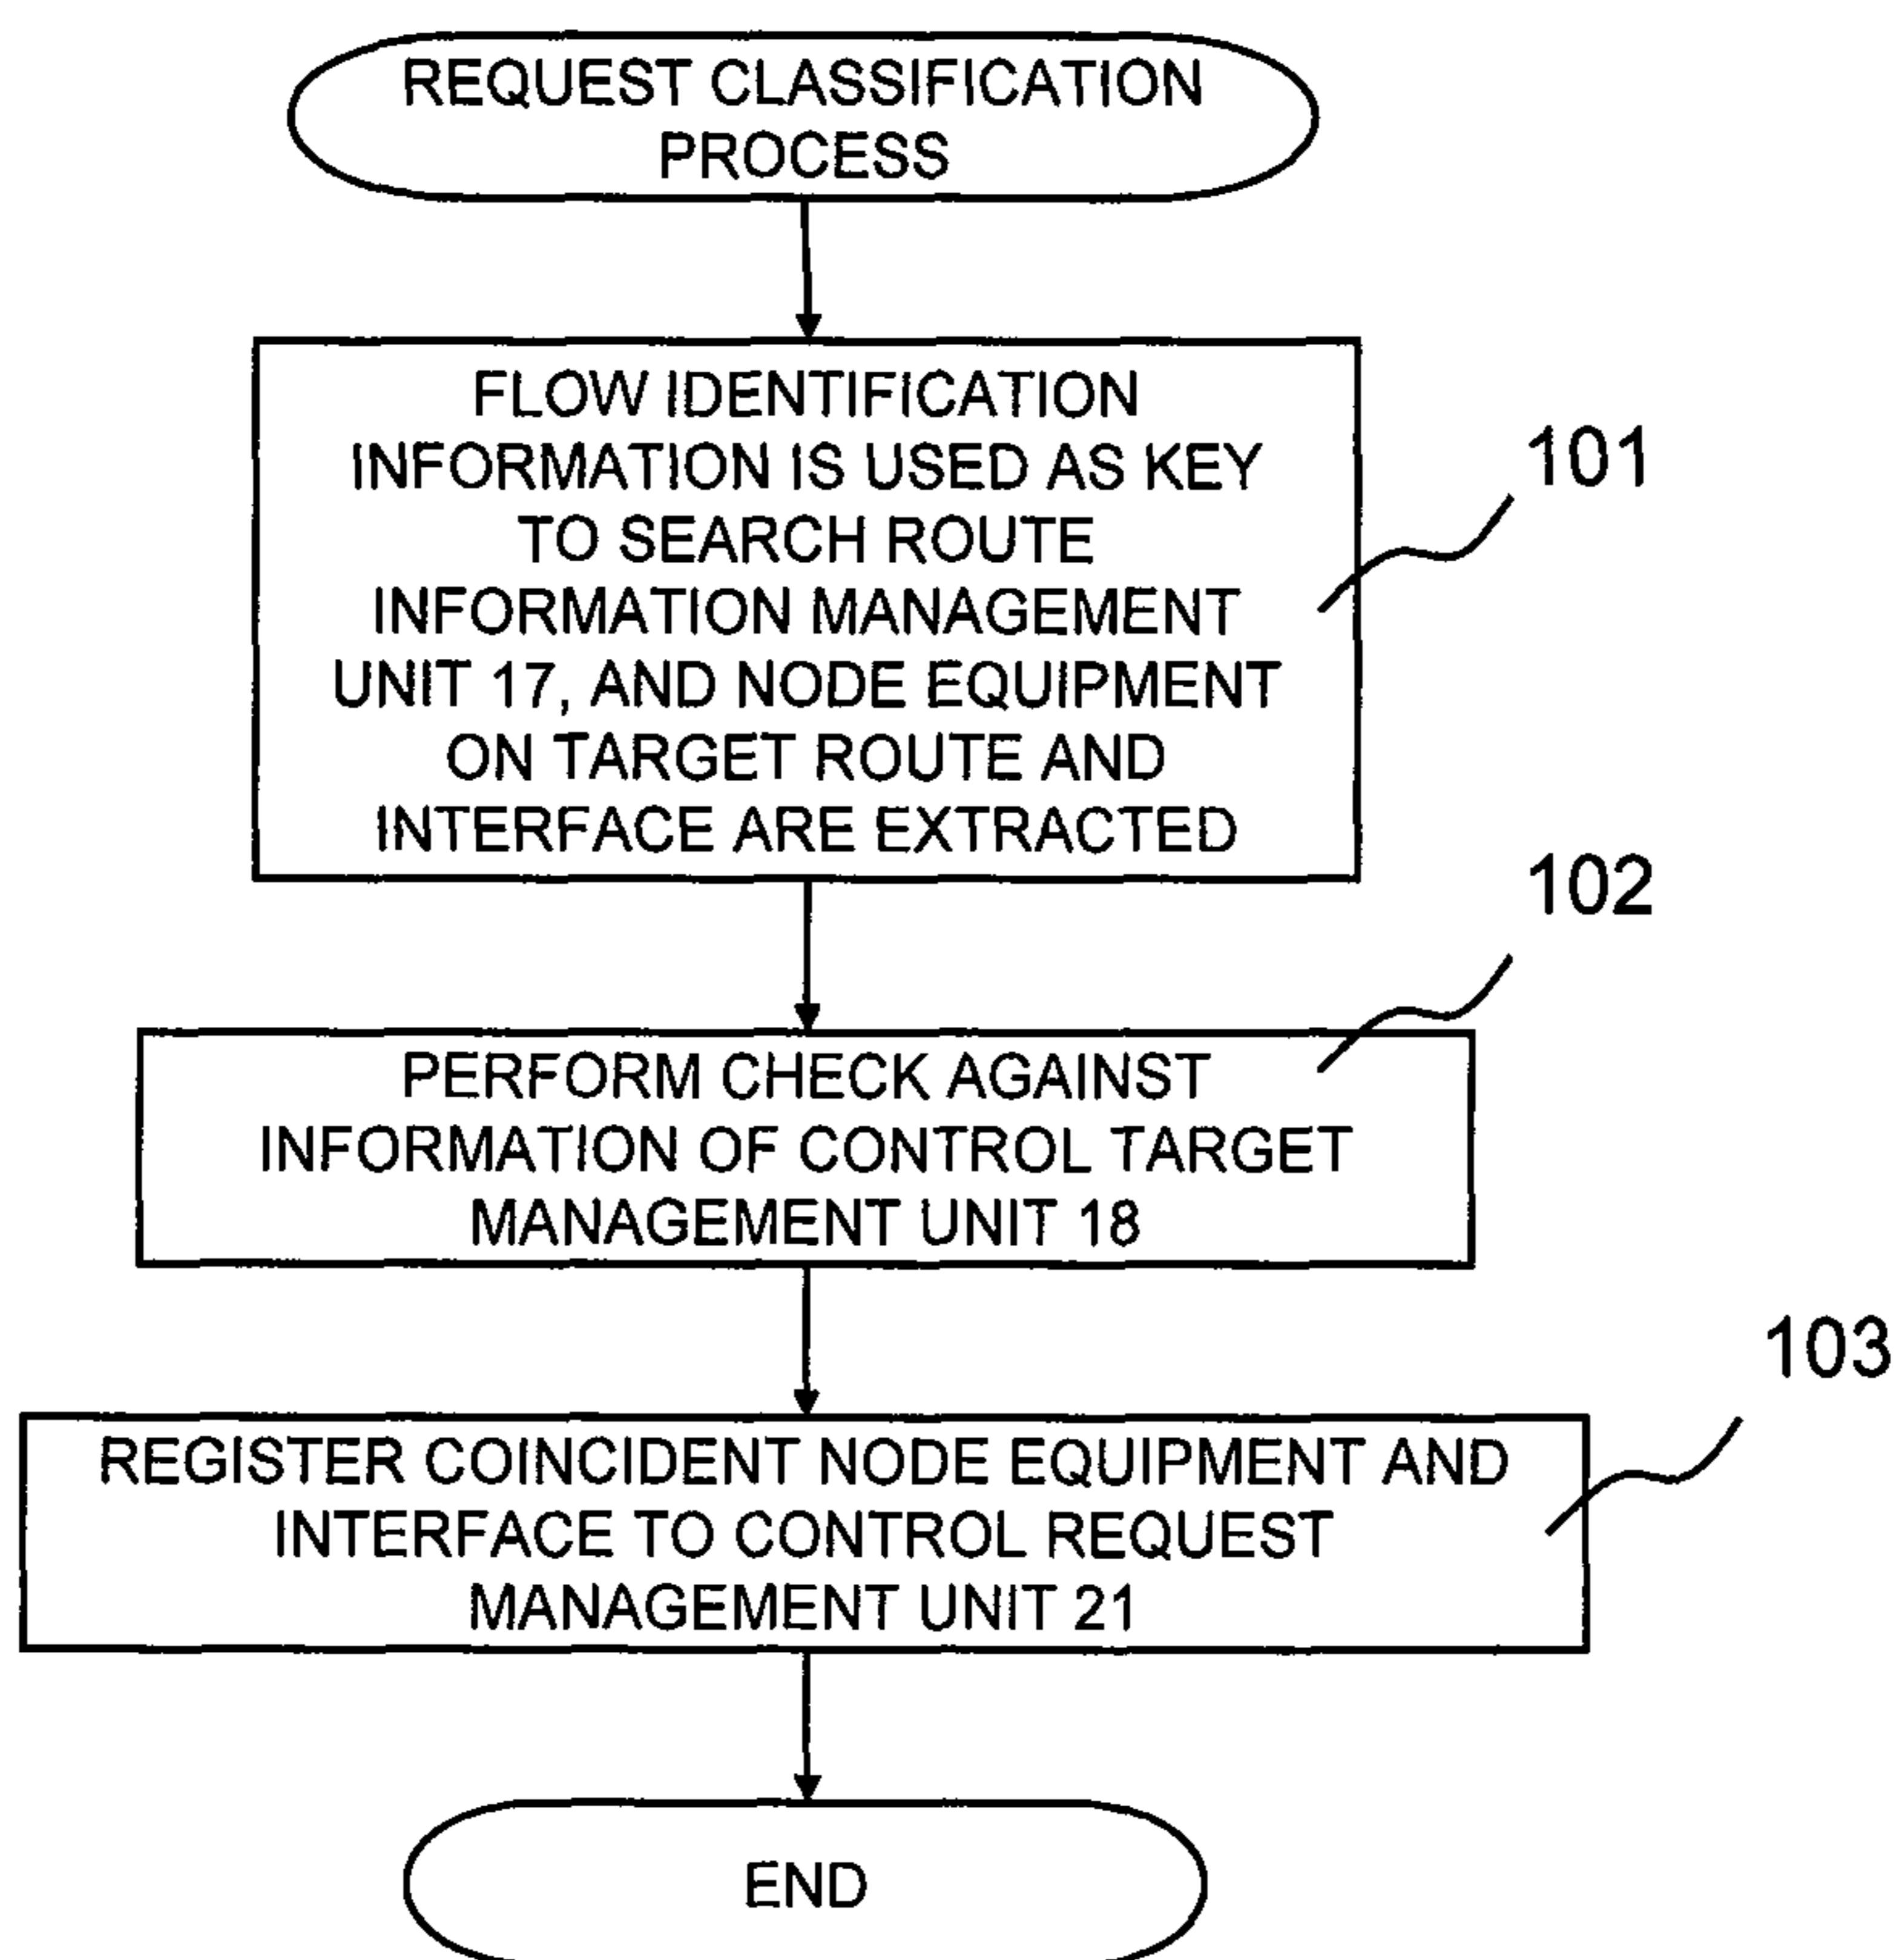 REQUEST CLASSIFICATION
PROCESS
FLOW IDENTIFICATION
INFORMATION IS USED AS KEY
TO SEARCH ROUTE
INFORMATION MANAGEMENT
UNIT 17, AND NODE EQUIPMENT
ON TARGET ROUTE AND
INTERFACE ARE EXTRACTED
101
102
PERFORM CHECK AGAINST
INFORMATION OF CONTROL TARGET
MANAGEMENT UNIT 18
103
REGISTER COINCIDENT NODE EQUIPMENT AND
INTERFACE TO CONTROL REQUEST
MANAGEMENT UNIT 21
END